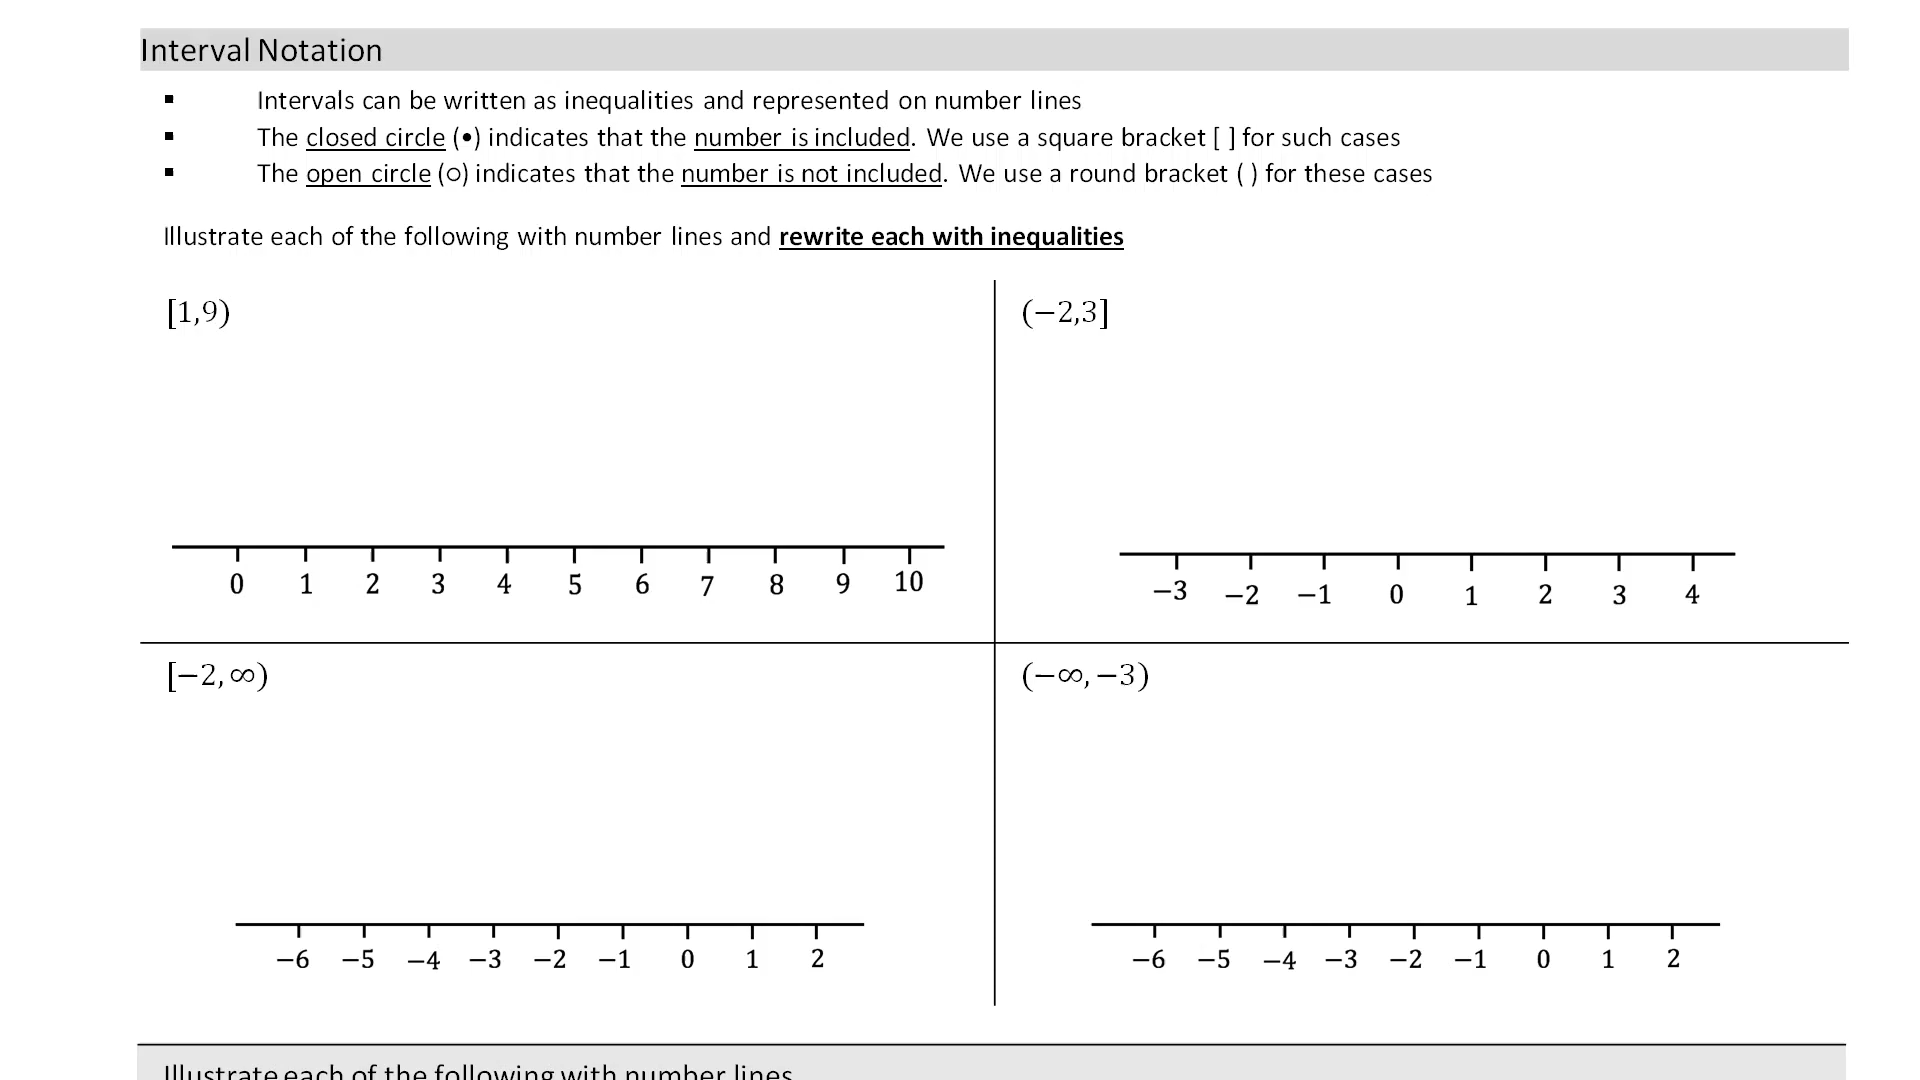 Interval Notation
▪ Intervals can be written as inequalities and represented on number lines
▪ The closed circle (•) indicates that the number is included. We use a square bracket [ ] for such cases
▪ The open circle (○) indicates that the number is not included. We use a round bracket ( ) for these cases
Illustrate each of the following with number lines and rewrite each with inequalities
[1,9)
0 1 2 3 4 5 6 7 8 9 10
(−2,3]
−3 −2 −1 0 1 2 3 4
[−2, ∞)
−6 −5 −4 −3 −2 −1 0 1 2
(−∞, −3)
−6 −5 −4 −3 −2 −1 0 1 2
Illustrate each of the following with number lines